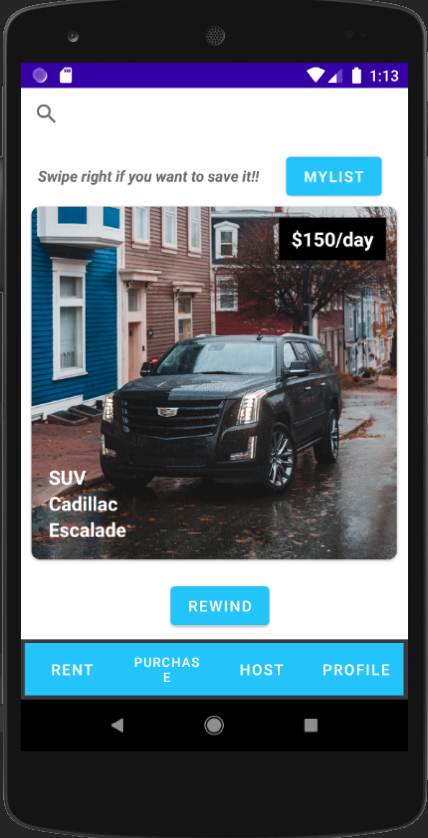 1:13
Swipe right if you want to save it!!
MYLIST
$150/day
SUV
Cadillac
Escalade
REWIND
RENT
PURCHAS
E
HOST
PROFILE